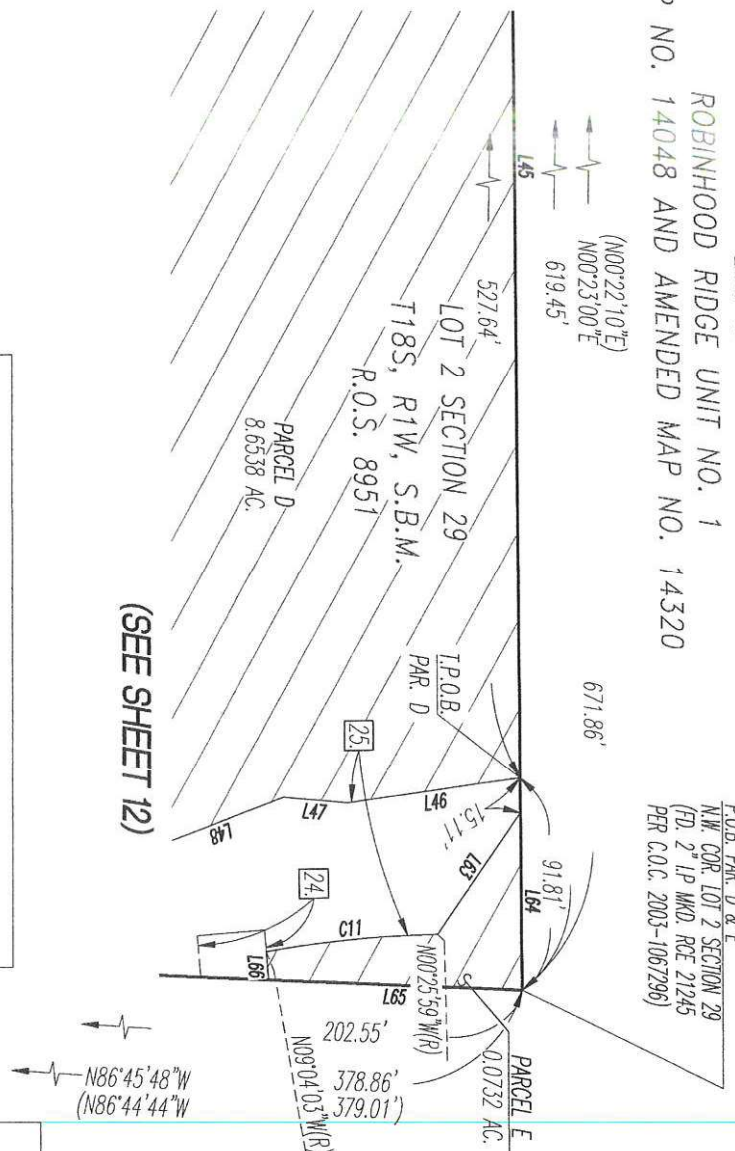 ROBINHOOD RIDGE UNIT NO. 1
NO. 14048 AND AMENDED MAP NO. 14320
L45
(N00°22'10"E)
N00°23'00"E
619.45'
527.64'
LOT 2 SECTION 29
T18S, R1W, S.B.M.
R.O.S. 8951
PARCEL D
8.6538 AC.
(SEE SHEET 12)
671.86'
P.O.B. PAR. D & E
N.W. COR. LOT 2 SECTION 29
(FD. 2" I.P. MKD. RCE 21245
PER C.O.C. 2003-1067296)
T.P.O.B.
PAR. D
25.
L46
L47
L48
15.11'
L63
91.81'
L64
24.
C11
L66
L65
N00°25'59"W(R)
202.55'
N09°04'03"W(R)
378.86'
379.01')
PARCEL E
0.0732 AC.
N86°45'48"W
(N86°44'44"W